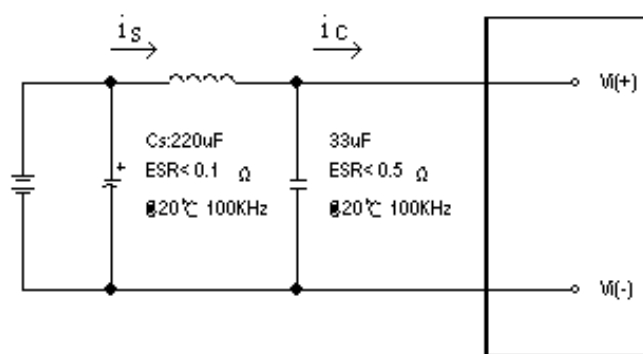 is
ic
Vi(+)
Cs:220uF
ESR< 0.1 Ω
@20℃ 100KHz
33uF
ESR< 0.5 Ω
@20℃ 100KHz
+
Vi(-)